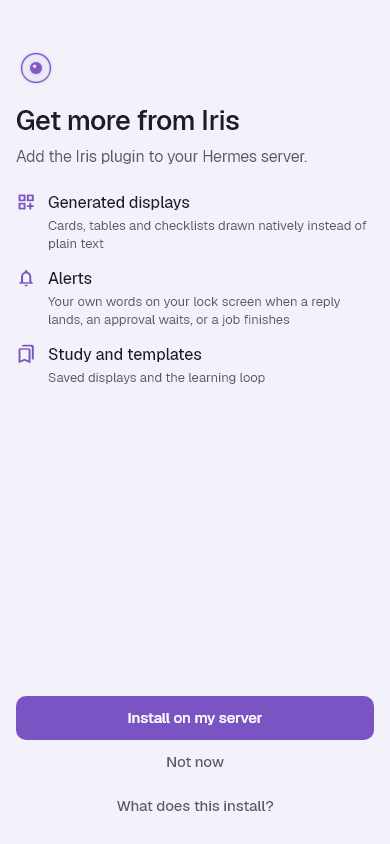 Get more from Iris
Add the Iris plugin to your Hermes server.
Generated displays
Cards, tables and checklists drawn natively instead of
plain text
Alerts
Your own words on your lock screen when a reply
lands, an approval waits, or a job finishes
Study and templates
Saved displays and the learning loop
Install on my server
Not now
What does this install?